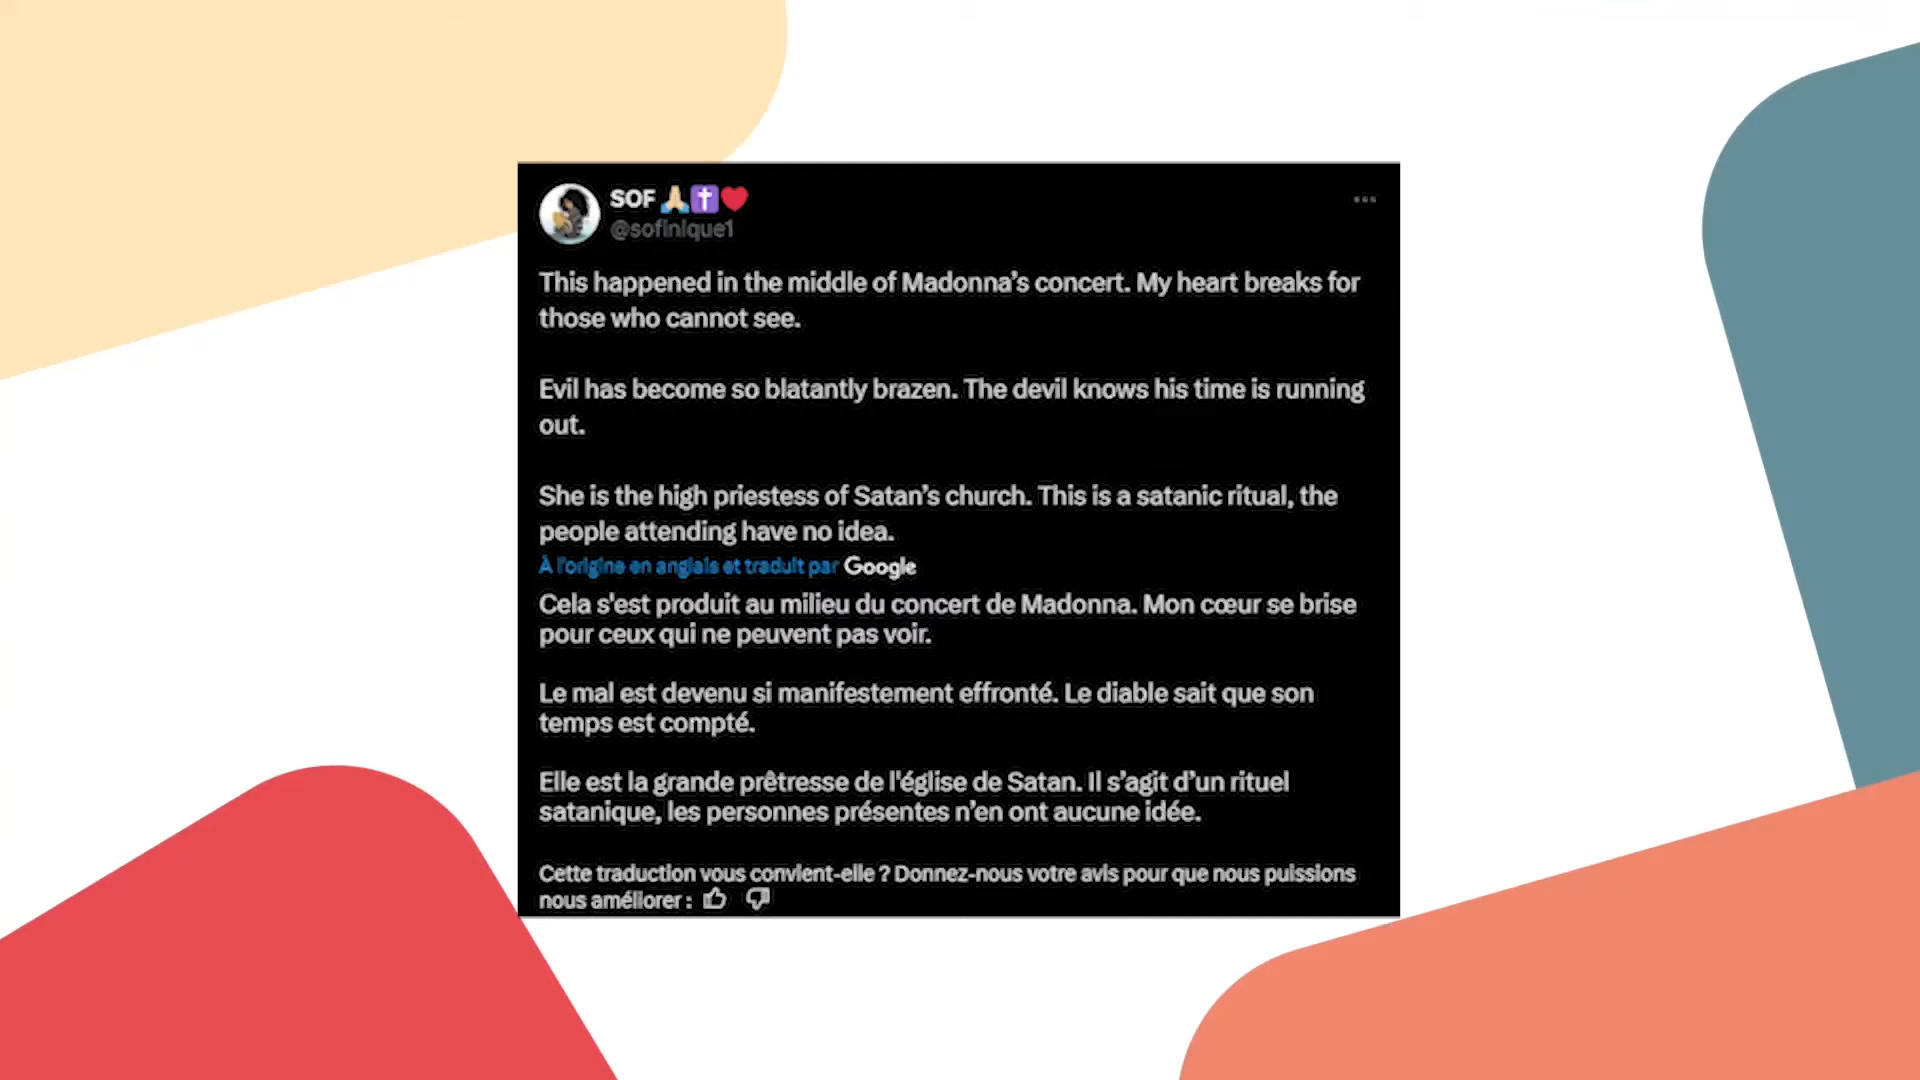 SOF 🙏🏼✝️❤️
@sofinique1
This happened in the middle of Madonna’s concert. My heart breaks for
those who cannot see.
Evil has become so blatantly brazen. The devil knows his time is running
out.
She is the high priestess of Satan’s church. This is a satanic ritual, the
people attending have no idea.
À l'origine en anglais et traduit par Google
Cela s'est produit au milieu du concert de Madonna. Mon cœur se brise
pour ceux qui ne peuvent pas voir.
Le mal est devenu si manifestement effronté. Le diable sait que son
temps est compté.
Elle est la grande prêtresse de l'église de Satan. Il s’agit d’un rituel
satanique, les personnes présentes n’en ont aucune idée.
Cette traduction vous convient-elle ? Donnez-nous votre avis pour que nous puissions
nous améliorer :